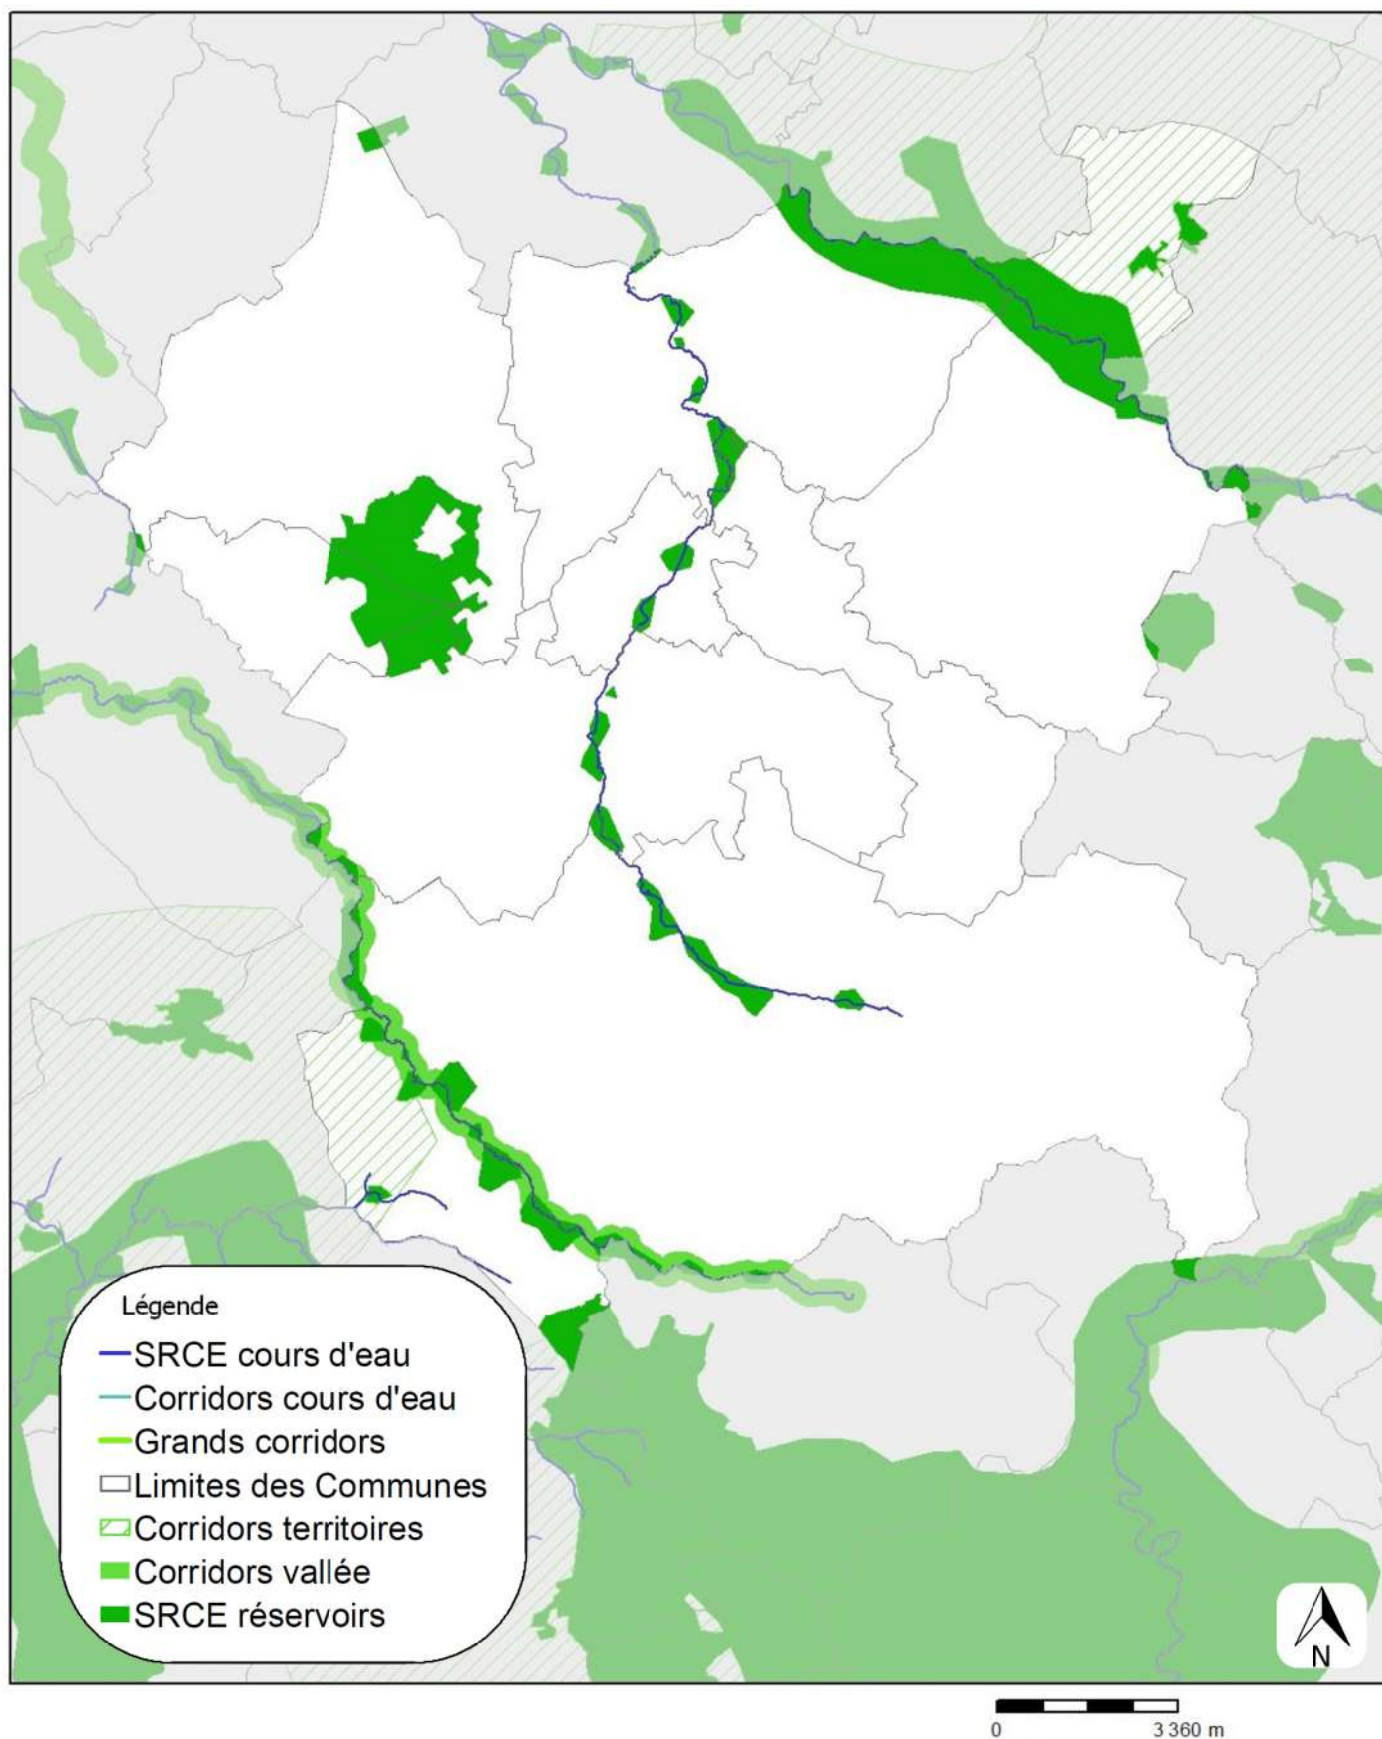 Légende
SRCE cours d'eau
Corridors cours d'eau
Grands corridors
Limites des Communes
Corridors territoires
Corridors vallée
SRCE réservoirs
N
0 3 360 m